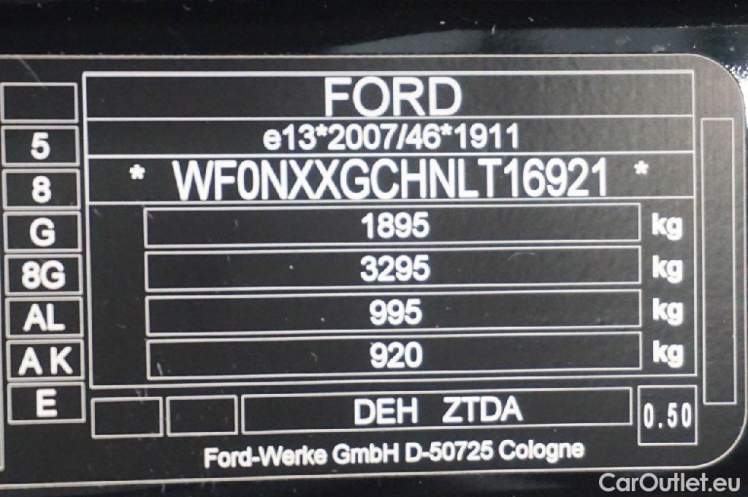 FORD
e13*2007/46*1911
* WF0NXXGCHNLT16921 *
5
8
G
8G
AL
A K
E
1895 kg
3295 kg
995 kg
920 kg
DEH ZTDA
0.50
Ford-Werke GmbH D-50725 Cologne
CarOutlet.eu